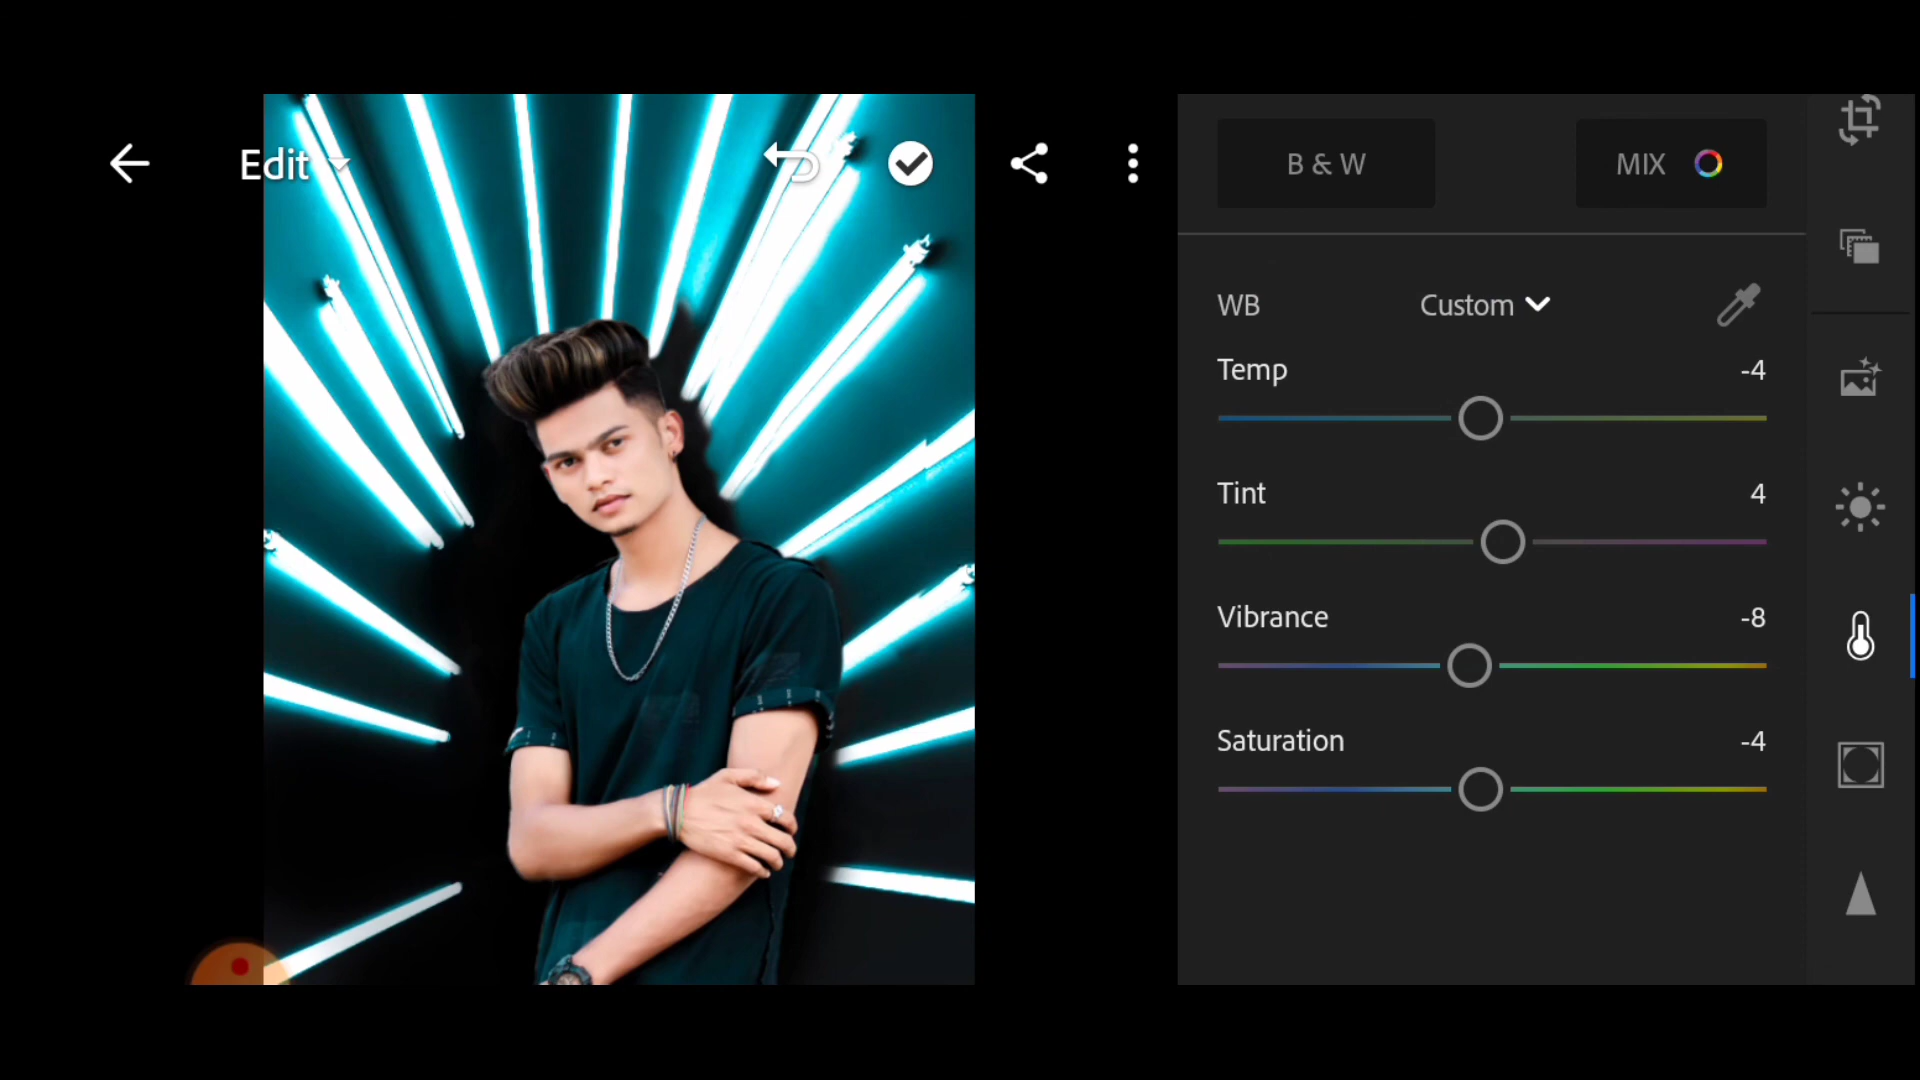 Edit
B & W
MIX
WB
Custom
Temp
-4
Tint
4
Vibrance
-8
Saturation
-4